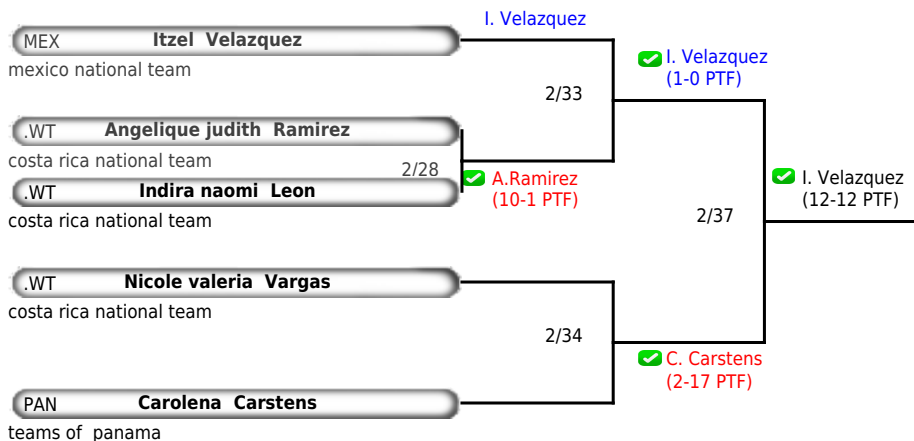 I. Velazquez
MEX Itzel Velazquez
mexico national team
I. Velazquez
(1-0 PTF)
2/33
.WT Angelique judith Ramirez
costa rica national team
2/28
A.Ramirez
(10-1 PTF)
.WT Indira naomi Leon
costa rica national team
I. Velazquez
(12-12 PTF)
2/37
.WT Nicole valeria Vargas
costa rica national team
2/34
C. Carstens
(2-17 PTF)
PAN Carolena Carstens
teams of panama